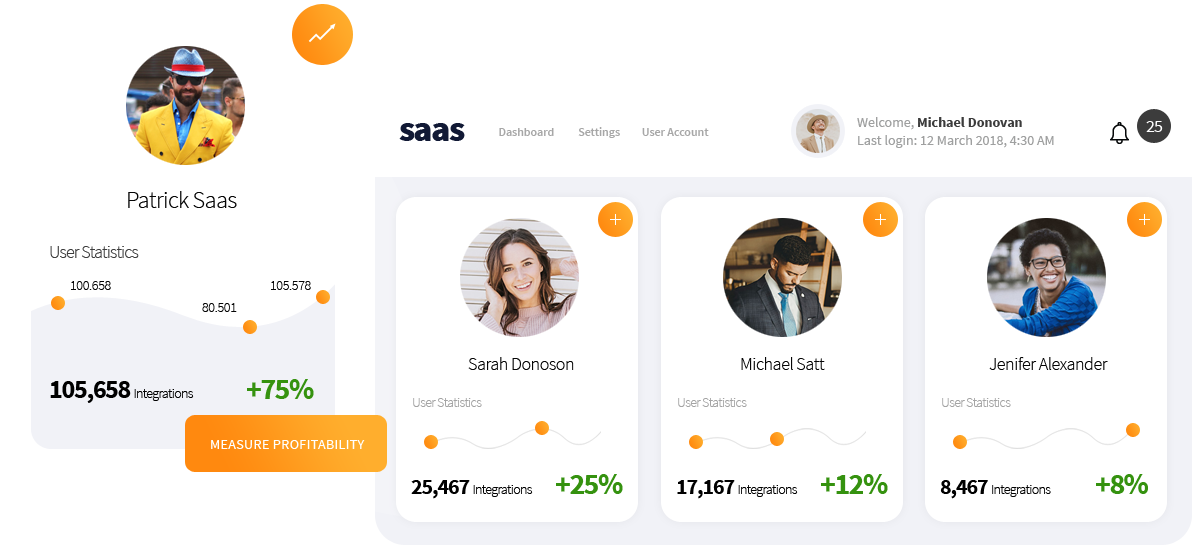 Patrick Saas
User Statistics
100.658
80.501
105.578
105,658 Integrations
+75%
MEASURE PROFITABILITY
saas
Dashboard
Settings
User Account
Welcome, Michael Donovan
Last login: 12 March 2018, 4:30 AM
25
+
Sarah Donoson
User Statistics
25,467 Integrations
+25%
+
Michael Satt
User Statistics
17,167 Integrations
+12%
+
Jenifer Alexander
User Statistics
8,467 Integrations
+8%